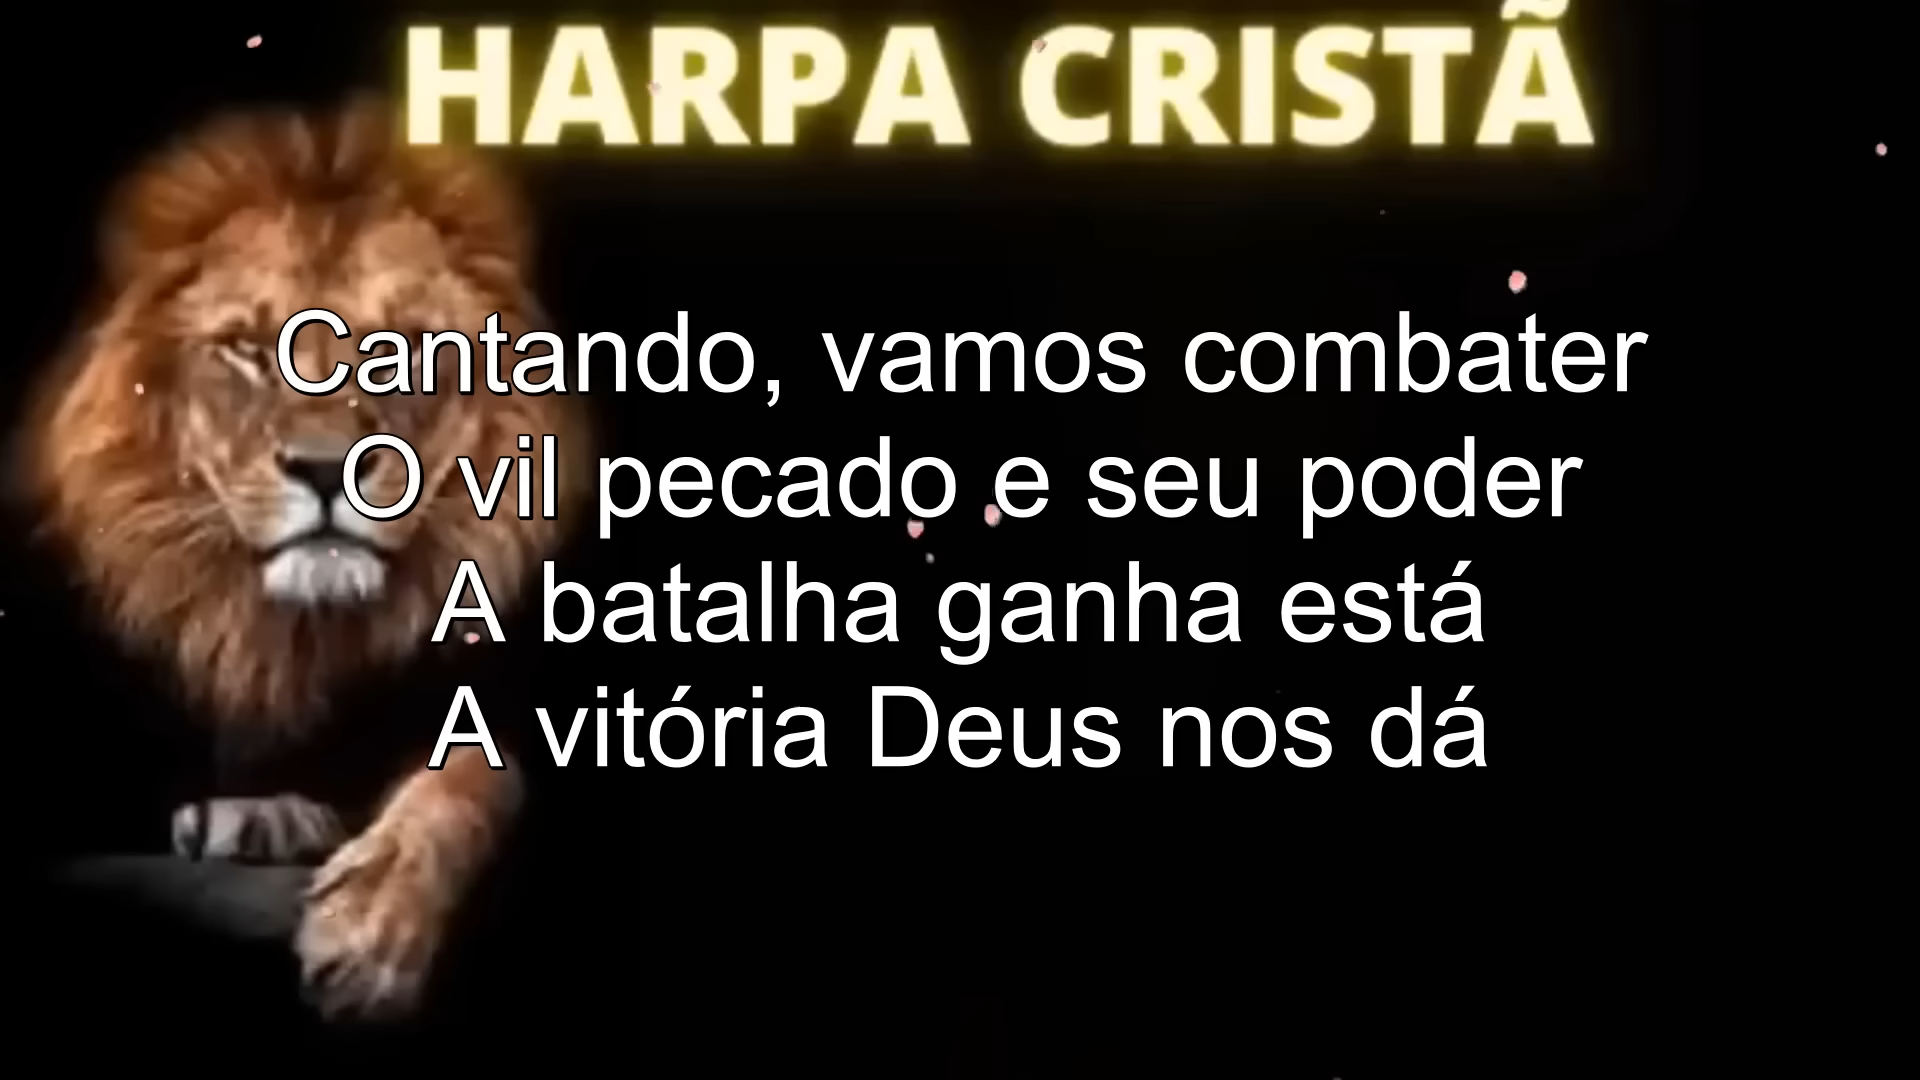 HARPA CRISTÃ
Cantando, vamos combater
O vil pecado e seu poder
A batalha ganha está
A vitória Deus nos dá